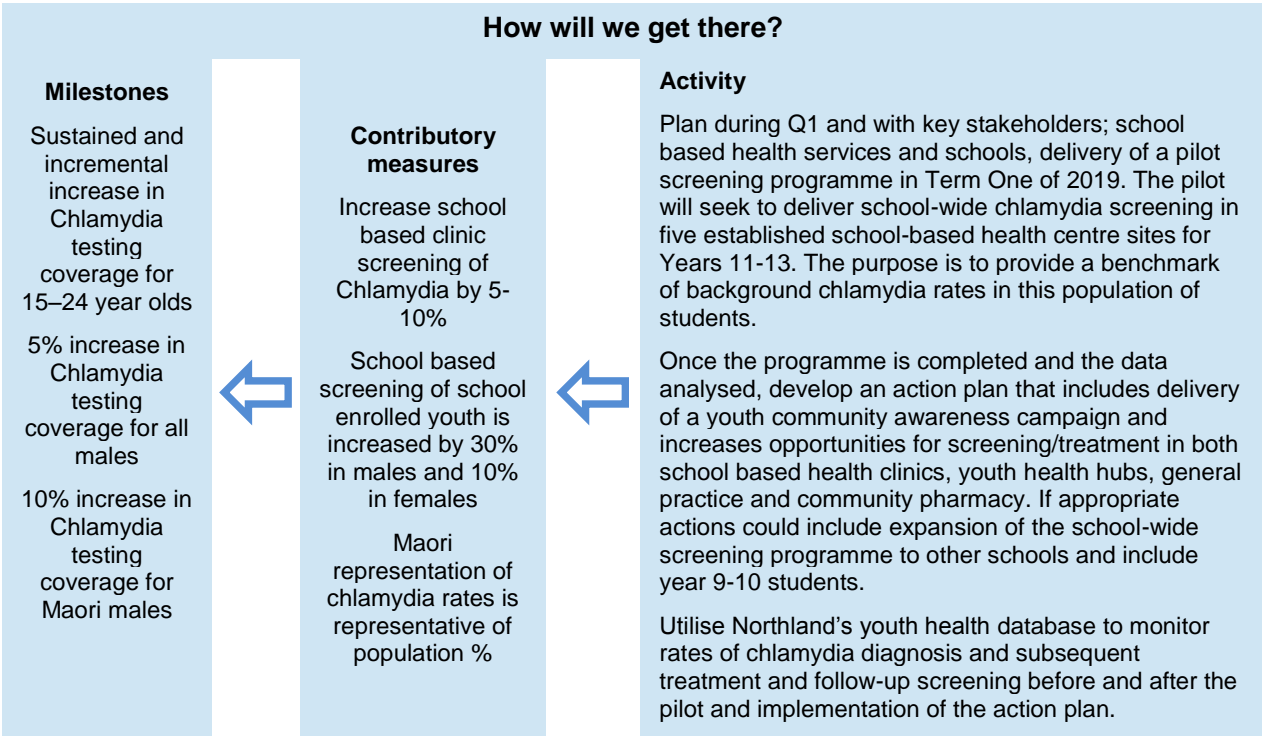 How will we get there?
Milestones
Sustained and
incremental
increase in
Chlamydia
testing
coverage for
15–24 year olds
5% increase in
Chlamydia
testing
coverage for all
males
10% increase in
Chlamydia
testing
coverage for
Maori males
Contributory
measures
Increase school
based clinic
screening of
Chlamydia by 5-
10%
School based
screening of school
enrolled youth is
increased by 30%
in males and 10%
in females
Maori
representation of
chlamydia rates is
representative of
population %
Activity
Plan during Q1 and with key stakeholders; school
based health services and schools, delivery of a pilot
screening programme in Term One of 2019. The pilot
will seek to deliver school-wide chlamydia screening in
five established school-based health centre sites for
Years 11-13. The purpose is to provide a benchmark
of background chlamydia rates in this population of
students.
Once the programme is completed and the data
analysed, develop an action plan that includes delivery
of a youth community awareness campaign and
increases opportunities for screening/treatment in both
school based health clinics, youth health hubs, general
practice and community pharmacy. If appropriate
actions could include expansion of the school-wide
screening programme to other schools and include
year 9-10 students.
Utilise Northland's youth health database to monitor
rates of chlamydia diagnosis and subsequent
treatment and follow-up screening before and after the
pilot and implementation of the action plan.